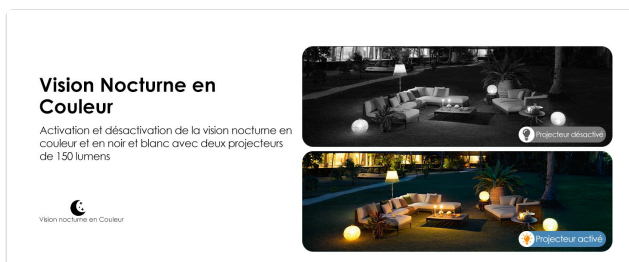 Vision Nocturne en
Couleur
Activation et désactivation de la vision nocturne en
couleur et en noir et blanc avec deux projecteurs
de 150 lumens
Vision nocturne en Couleur
Projecteur désactivé
Projecteur activé